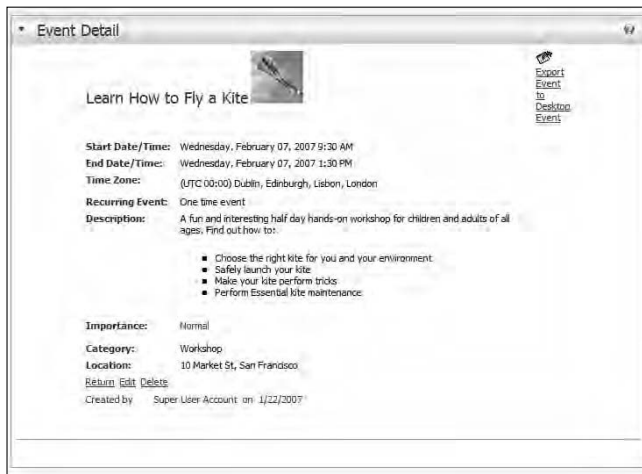 Event Detail
Learn How to Fly a Kite
Export
Event
to
Desktop
Event
Start Date/Time: Wednesday, February 07, 2007 9:30 AM
End Date/Time: Wednesday, February 07, 2007 1:30 PM
Time Zone: (UTC 00:00) Dublin, Edinburgh, Lisbon, London
Recurring Event: One time event
Description: A fun and interesting half day hands-on workshop for children and adults of all
ages. Find out how to:
Choose the right kite for you and your environment
Safely launch your kite
Make your kite perform tricks
Perform Essential kite maintenance
Importance: Normal
Category: Workshop
Location: 10 Market St, San Francisco
Return Edit Delete
Created by Super User Account on 1/22/2007